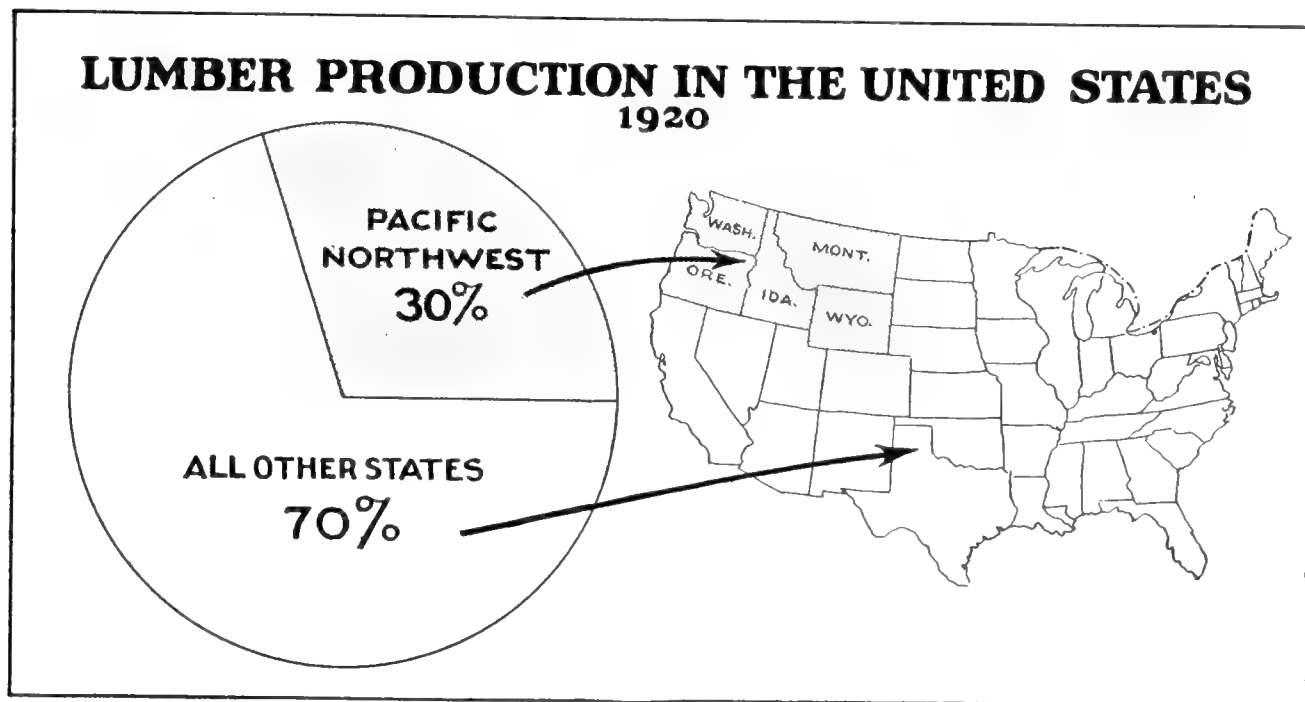 LUMBER PRODUCTION IN THE UNITED STATES
1920
PACIFIC
NORTHWEST
30%
ALL OTHER STATES
70%
WASH.
ORE.
IDA.
MONT.
WYO.